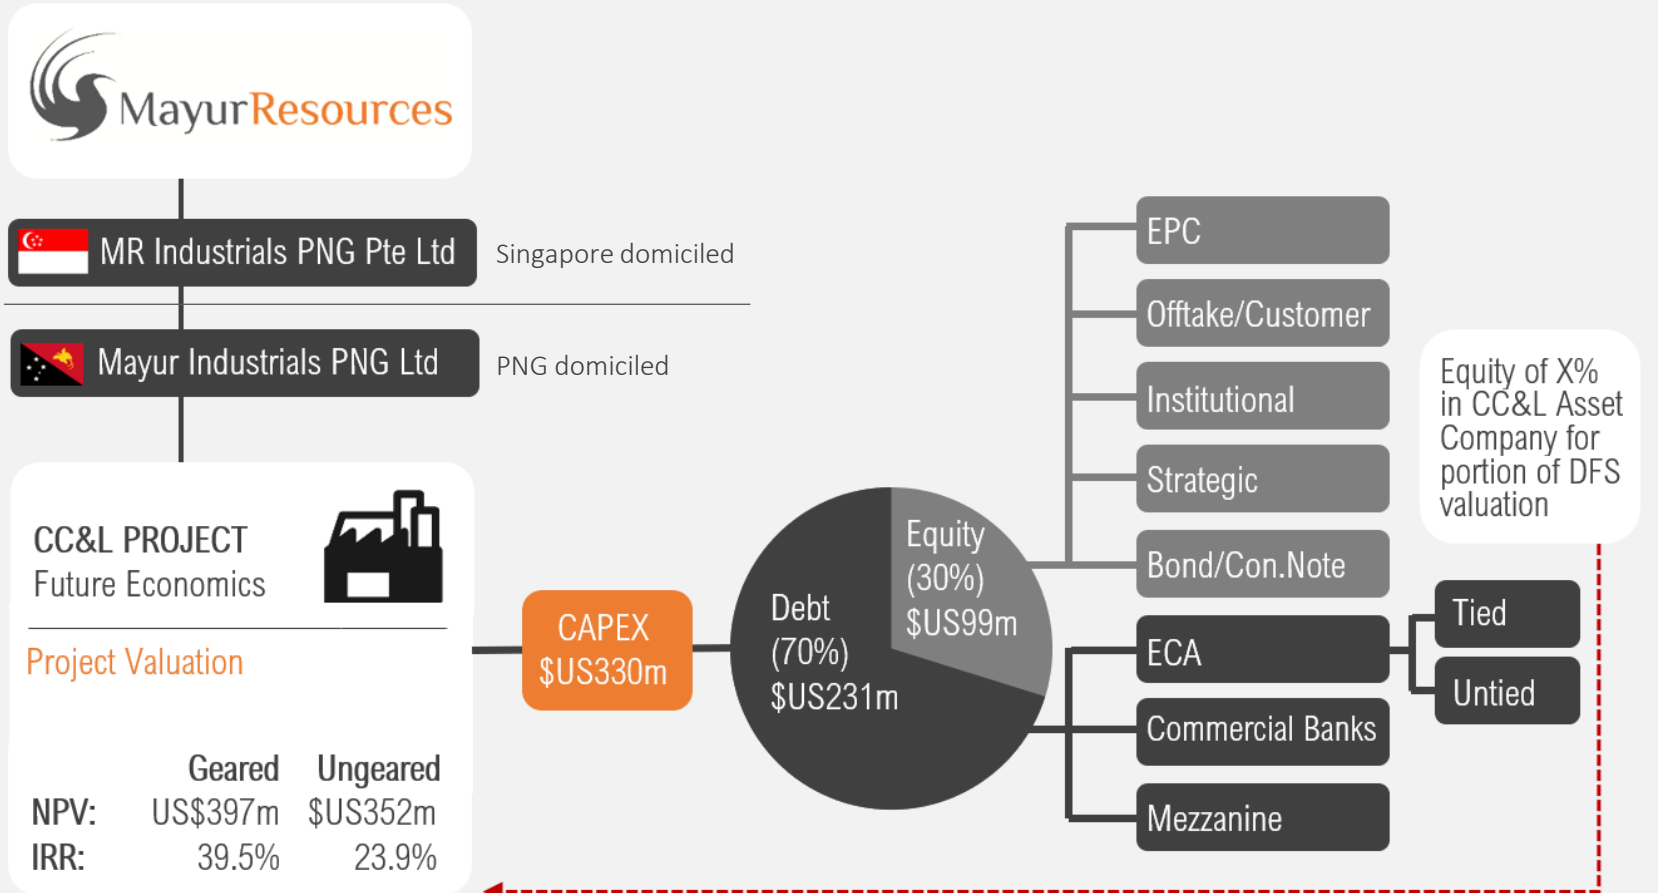 MayurResources
MR Industrials PNG Pte Ltd
Singapore domiciled
Mayur Industrials PNG Ltd
PNG domiciled
CC&L PROJECT
Future Economics
Project Valuation
Geared Ungeared
NPV: US$397m $US352m
IRR: 39.5% 23.9%
CAPEX
$US330m
Debt
(70%)
$US231m
Equity
(30%)
$US99m
EPC
Offtake/Customer
Institutional
Strategic
Bond/Con.Note
ECA
Commercial Banks
Mezzanine
Tied
Untied
Equity of X%
in CC&L Asset
Company for
portion of DFS
valuation